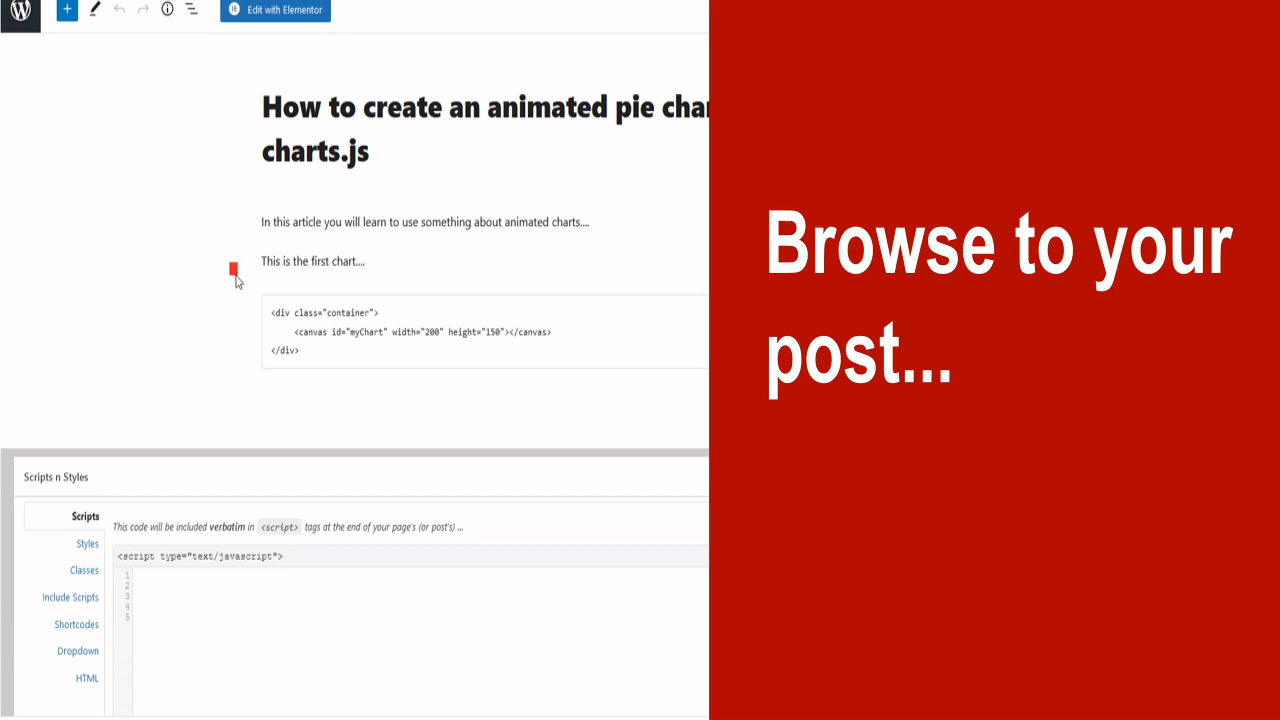 Edit with Elementor
How to create an animated pie char
charts.js
In this article you will learn to use something about animated charts....
This is the first chart....
<div class="container">
<canvas id="myChart" width="200" height="150"></canvas>
</div>
Scripts n Styles
Scripts
Styles
Classes
Include Scripts
Shortcodes
Dropdown
HTML
This code will be included verbatim in <script> tags at the end of your page's (or post's) ...
<script type="text/javascript">
1
2
3
4
5
Browse to your
post...